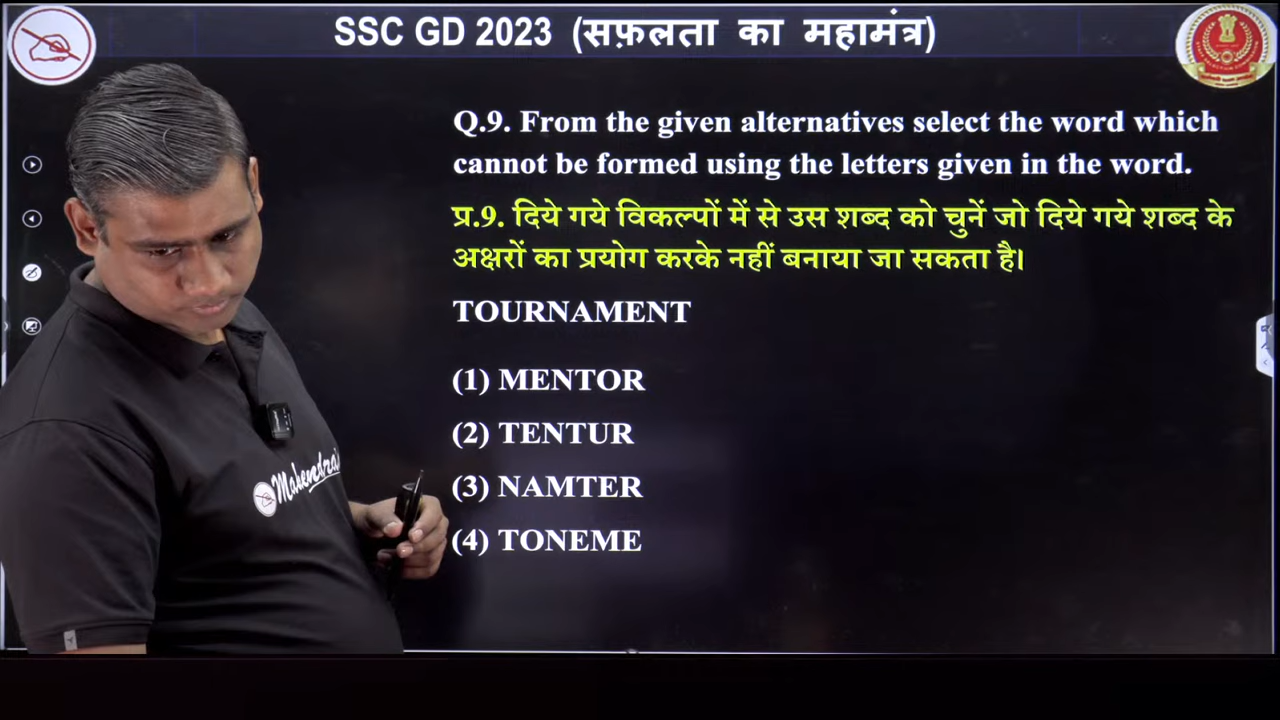 SSC GD 2023 (सफ़लता का महामंत्र)
Q.9. From the given alternatives select the word which
cannot be formed using the letters given in the word.
प्र.9. दिये गये विकल्पों में से उस शब्द को चुनें जो दिये गये शब्द के
अक्षरों का प्रयोग करके नहीं बनाया जा सकता है।
TOURNAMENT
(1) MENTOR
(2) TENTUR
(3) NAMTER
(4) TONEME
Mahendras